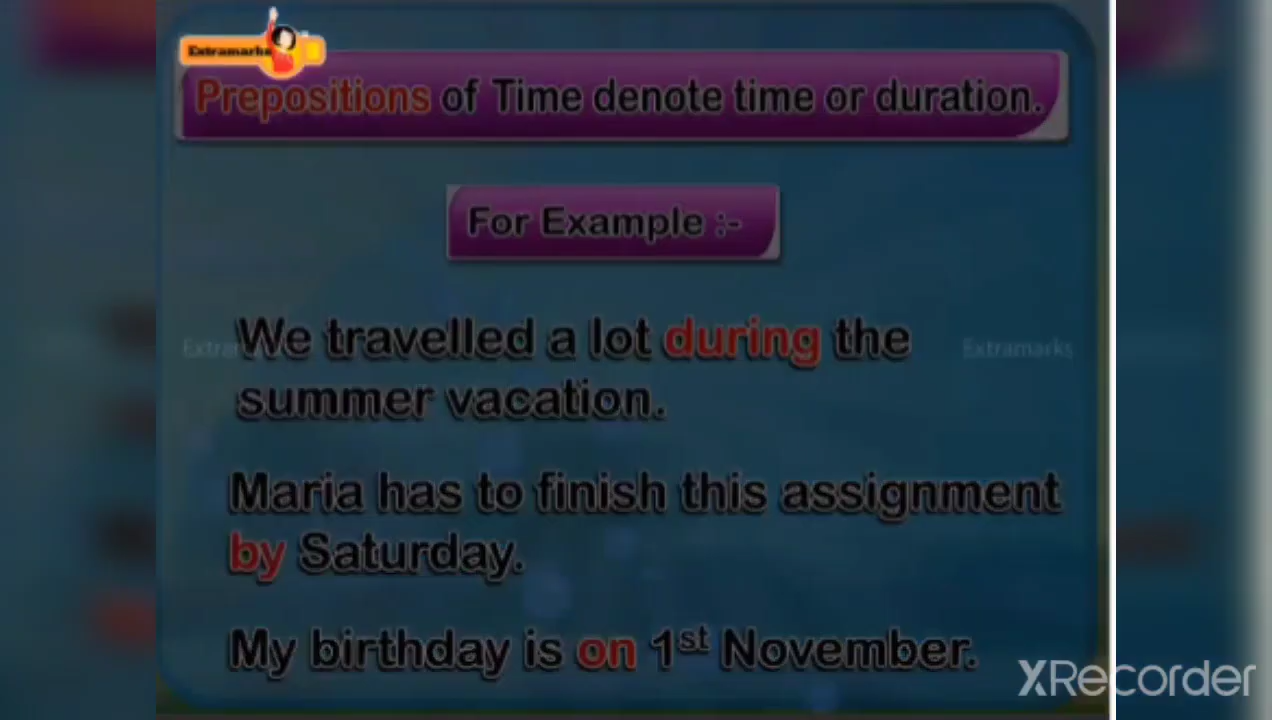 Extramarks
Prepositions of Time denote time or duration.
For Example :-
We travelled a lot during the
Extramarks
summer vacation.
Maria has to finish this assignment
by Saturday.
My birthday is on 1st November.
XRecorder